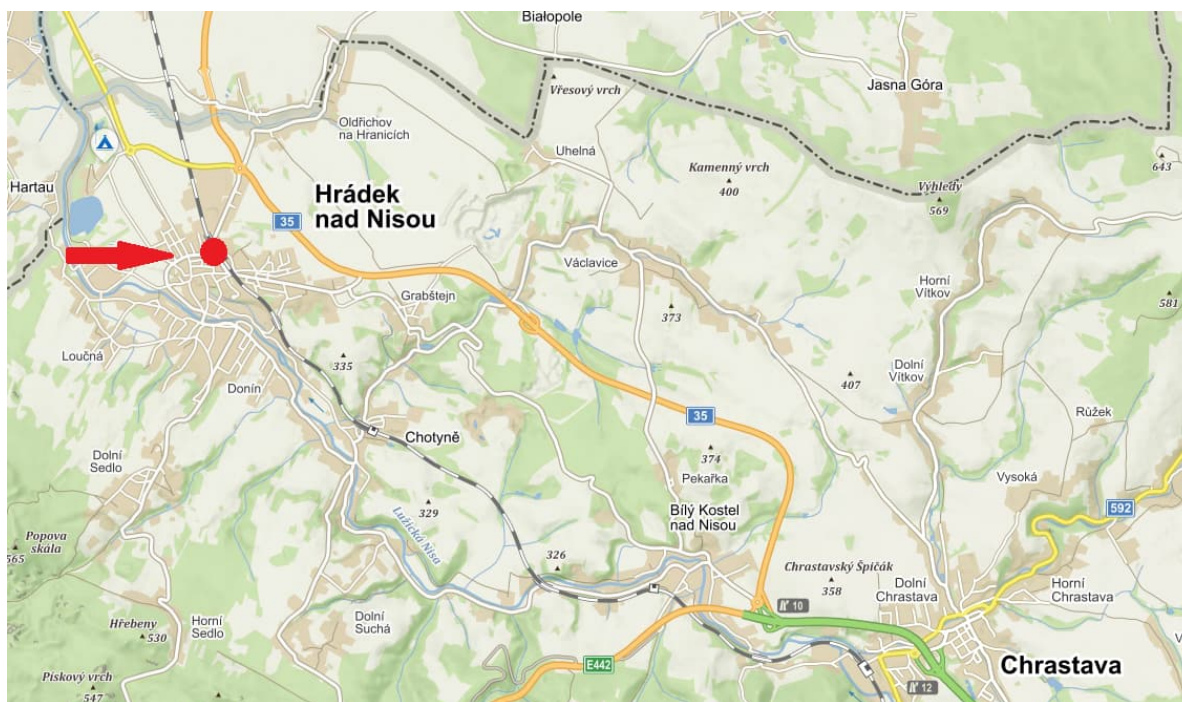 Białopole
Vřesový vrch
Jasna Góra
Oldřichov
na Hranicích
Uhelná
Kamenný vrch
400
643
Hartau
Hrádek
nad Nisou
Výhledy
569
35
Václavice
Horní
Vítkov
581
Grabštejn
373
Loučná
335
Dolní
Vítkov
407
Donín
35
Růžek
Chotyně
Dolní
Sedlo
374
Pekařka
Vysoká
329
Bílý Kostel
nad Nisou
592
Lužická Nisa
Popova
skála
565
326
Chrastavský Špičák
358
Dolní
Chrastava
Horní
Chrastava
10
Hřebeny
530
Horní
Sedlo
Dolní
Suchá
E442
Chrastava
Pískový vrch
547
12